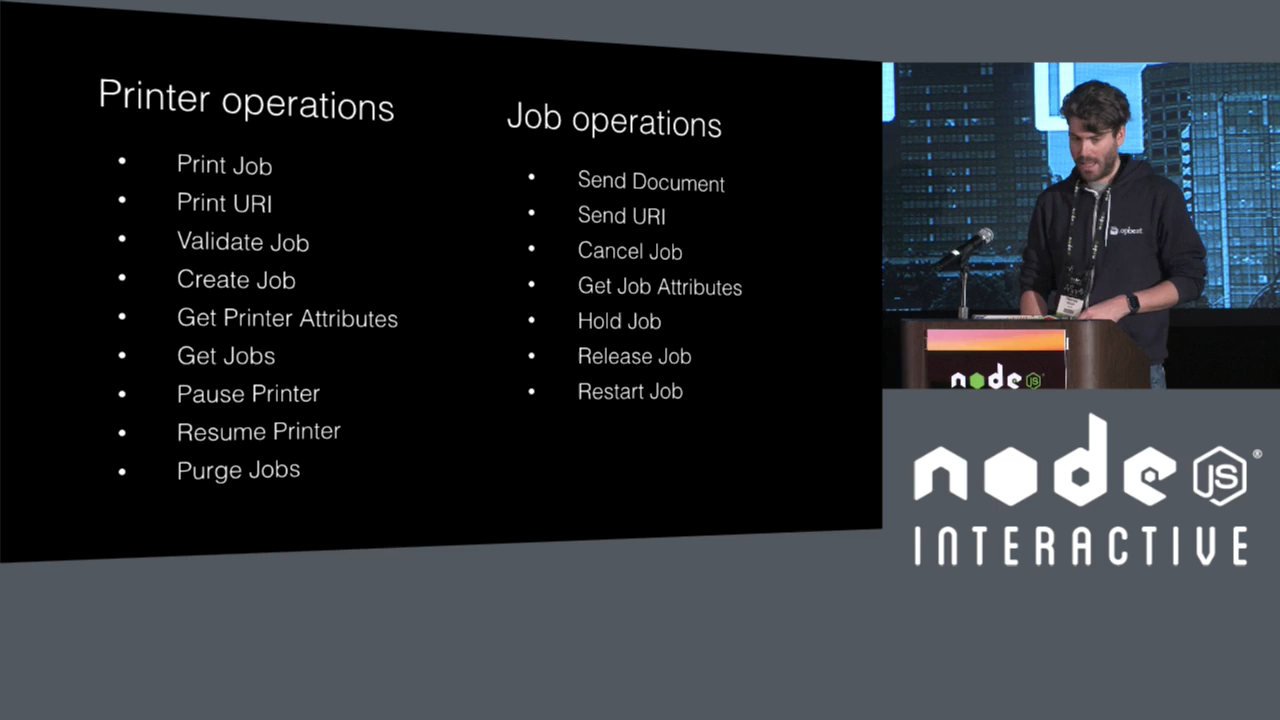 Printer operations
Print Job
Print URI
Validate Job
Create Job
Get Printer Attributes
Get Jobs
Pause Printer
Resume Printer
Purge Jobs
Job operations
Send Document
Send URI
Cancel Job
Get Job Attributes
Hold Job
Release Job
Restart Job
opbeat
node JS
node JS ®
INTERACTIVE